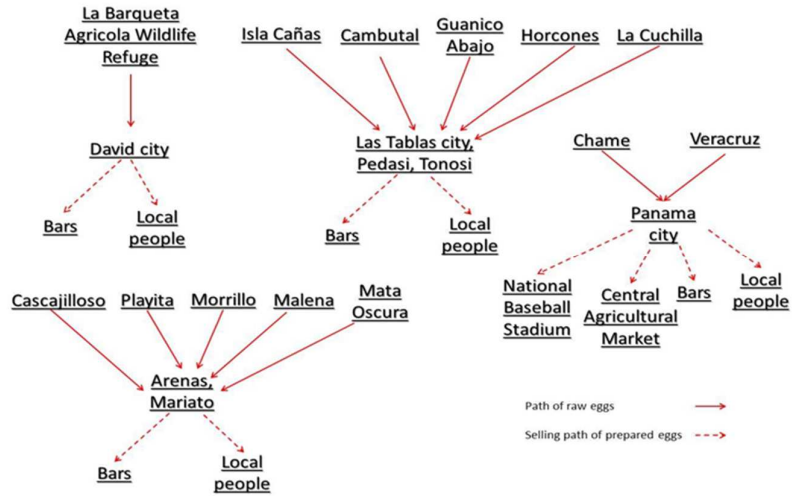 La Barqueta
Agricola Wildlife
Refuge
David city
Bars
Local
people
Isla Cañas
Cambutal
Guanico
Abajo
Horcones
La Cuchilla
Las Tablas city,
Pedasi, Tonosi
Bars
Local
people
Chame
Veracruz
Panama
city
National
Baseball
Stadium
Central
Agricultural
Market
Bars
Local
people
Cascajilloso
Playita
Morrillo
Malena
Mata
Oscura
Arenas,
Mariato
Bars
Local
people
Path of raw eggs
Selling path of prepared eggs